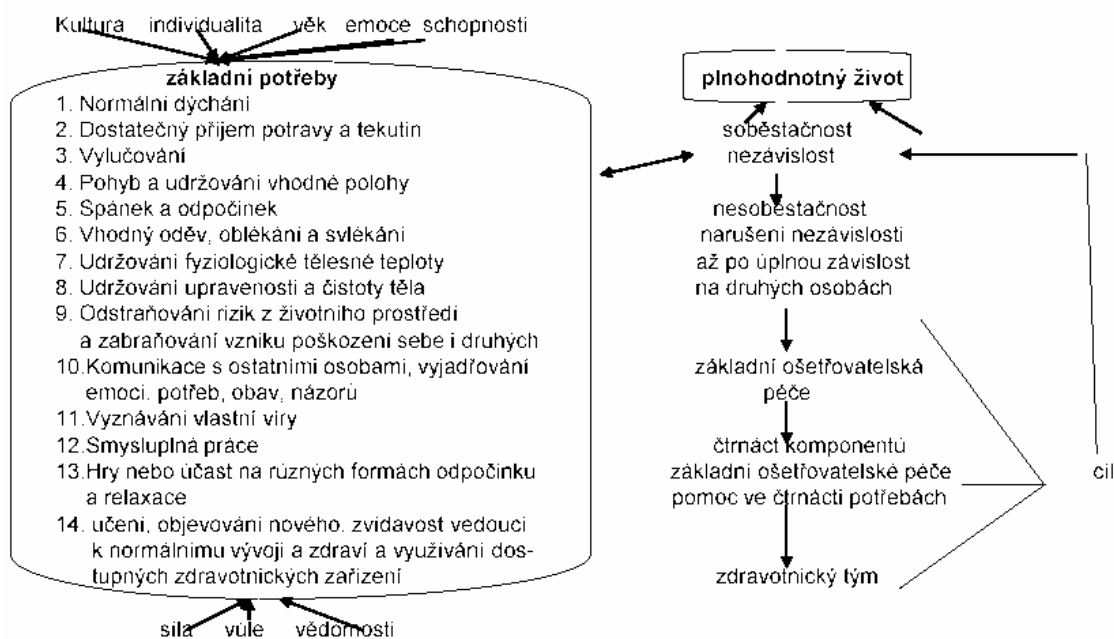 Kultura individualita věk emoce schopnosti
základní potřeby
1. Normální dýchání
2. Dostatečný příjem potravy a tekutin
3. Vylučování
4. Pohyb a udržování vhodné polohy
5. Spánek a odpočinek
6. Vhodný oděv, oblékání a svlékání
7. Udržování fyziologické tělesné teploty
8. Udržování upravenosti a čistoty těla
9. Odstraňování rizik z životního prostředí
a zabraňování vzniku poškození sebe i druhých
10. Komunikace s ostatními osobami, vyjadřování
emocí, potřeb, obav, názorů
11. Vyznávání vlastní víry
12. Smysluplná práce
13. Hry nebo účast na různých formách odpočinku
a relaxace
14. učení, objevování nového, zvídavost vedoucí
k normálnímu vývoji a zdraví a využívání dos-
tupných zdravotnických zařízení
síla vůle vědomosti
plnohodnotný život
soběstačnost
nezávislost
nesoběstačnost
narušení nezávislosti
až po úplnou závislost
na druhých osobách
základní ošetřovatelská
péče
čtrnáct komponentů
základní ošetřovatelské péče
pomoc ve čtrnácti potřebách
zdravotnický tým
cíl